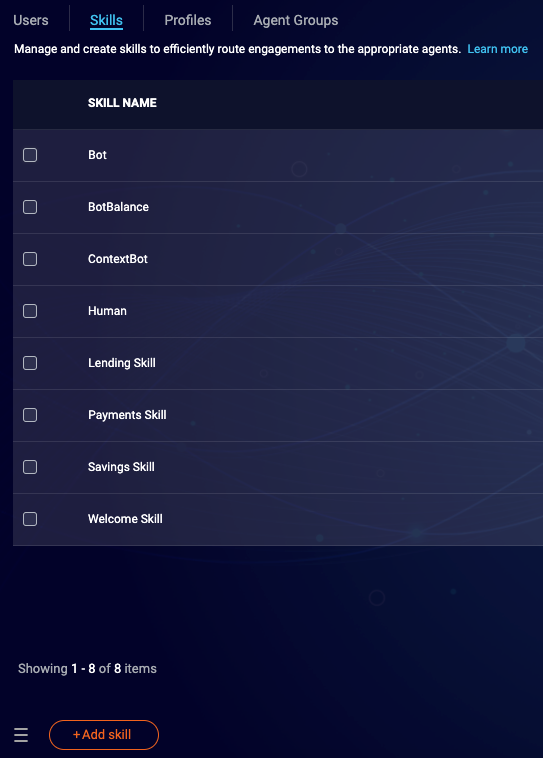 Users Skills Profiles Agent Groups
Manage and create skills to efficiently route engagements to the appropriate agents. Learn more
SKILL NAME
Bot
BotBalance
ContextBot
Human
Lending Skill
Payments Skill
Savings Skill
Welcome Skill
Showing 1 - 8 of 8 items
+Add skill